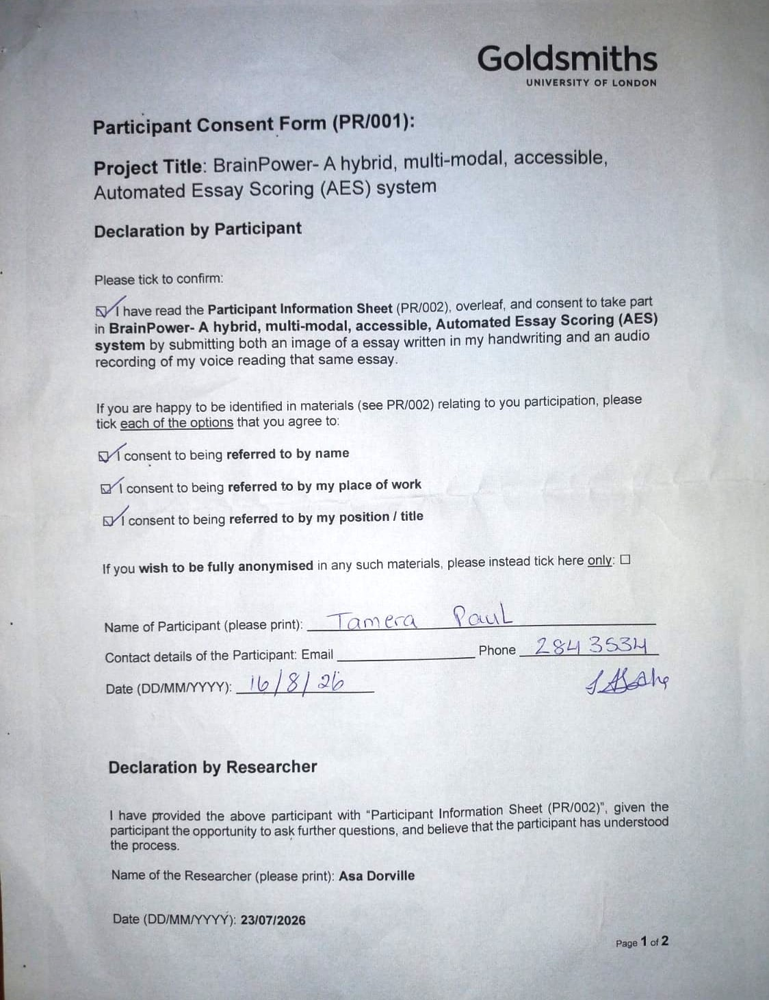 Goldsmiths
UNIVERSITY OF LONDON
Participant Consent Form (PR/001):
Project Title: BrainPower- A hybrid, multi-modal, accessible,
Automated Essay Scoring (AES) system
Declaration by Participant
Please tick to confirm:
I have read the Participant Information Sheet (PR/002), overleaf, and consent to take part
in BrainPower- A hybrid, multi-modal, accessible, Automated Essay Scoring (AES)
system by submitting both an image of a essay written in my handwriting and an audio
recording of my voice reading that same essay.
If you are happy to be identified in materials (see PR/002) relating to you participation, please
tick each of the options that you agree to:
I consent to being referred to by name
I consent to being referred to by my place of work
I consent to being referred to by my position / title
If you wish to be fully anonymised in any such materials, please instead tick here only:
Name of Participant (please print): Tamera Paul
Contact details of the Participant: Email Phone 284 3534
Date (DD/MM/YYYY): 16/8/26
Declaration by Researcher
I have provided the above participant with “Participant Information Sheet (PR/002)”, given the
participant the opportunity to ask further questions, and believe that the participant has understood
the process.
Name of the Researcher (please print): Asa Dorville
Date (DD/MM/YYYY): 23/07/2026
Page 1 of 2